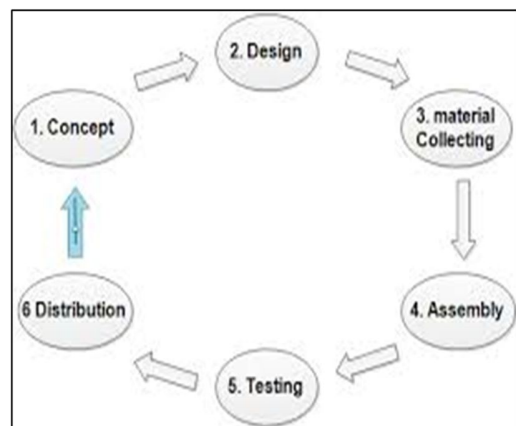 1. Concept
2. Design
3. material
Collecting
4. Assembly
5. Testing
6 Distribution